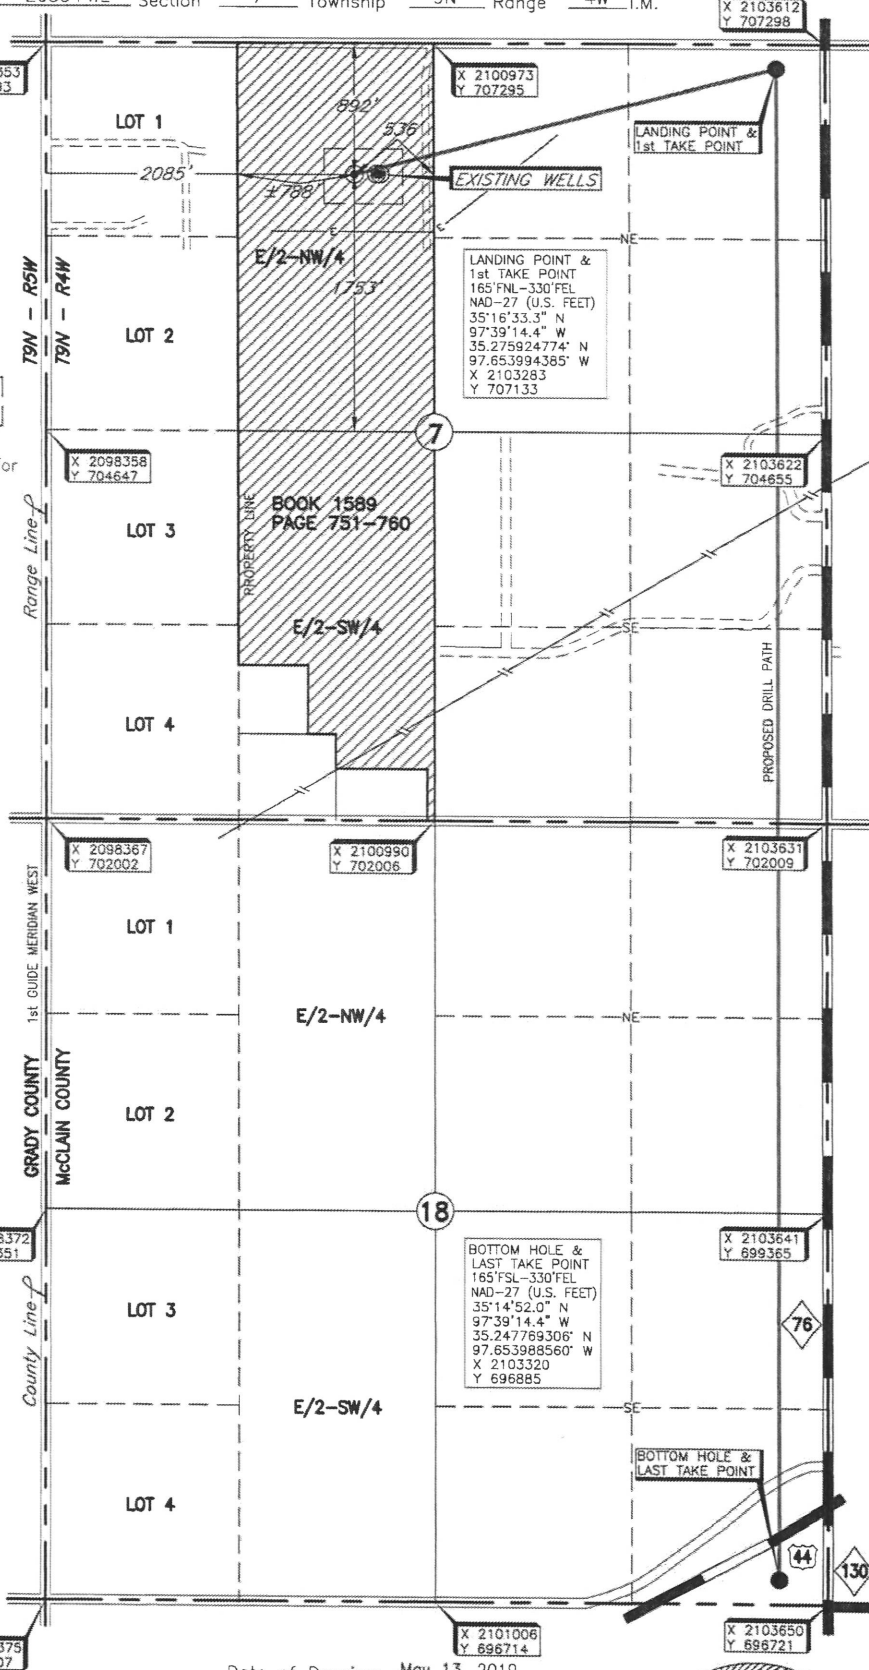 Section
Township
Range
I.M.
X 2103612
Y 707298
X 2100973
Y 707295
LOT 1
892'
536'
LANDING POINT &
1st TAKE POINT
2085'
±788'
EXISTING WELLS
E
E
NE
E/2-NW/4
1753'
LANDING POINT &
1st TAKE POINT
165'FNL-330'FEL
NAD-27 (U.S. FEET)
35°16'33.3" N
97°39'14.4" W
35.275924774° N
97.653994385° W
X 2103283
Y 707133
T9N - R5W
T9N - R4W
LOT 2
7
X 2098358
Y 704647
X 2103622
Y 704655
Range Line
PROPERTY LINE
BOOK 1589
PAGE 751-760
LOT 3
E/2-SW/4
SE
LOT 4
PROPOSED DRILL PATH
X 2098367
Y 702002
X 2100990
Y 702006
X 2103631
Y 702009
1st GUIDE MERIDIAN WEST
LOT 1
E/2-NW/4
NE
GRADY COUNTY
McCLAIN COUNTY
LOT 2
18
X 2103641
Y 699365
BOTTOM HOLE &
LAST TAKE POINT
165'FSL-330'FEL
NAD-27 (U.S. FEET)
35°14'52.0" N
97°39'14.4" W
35.247769306° N
97.653988560° W
X 2103320
Y 696885
County Line
LOT 3
76
E/2-SW/4
SE
BOTTOM HOLE &
LAST TAKE POINT
LOT 4
44
130
X 2101006
Y 696714
X 2103650
Y 696721
May 13, 2019